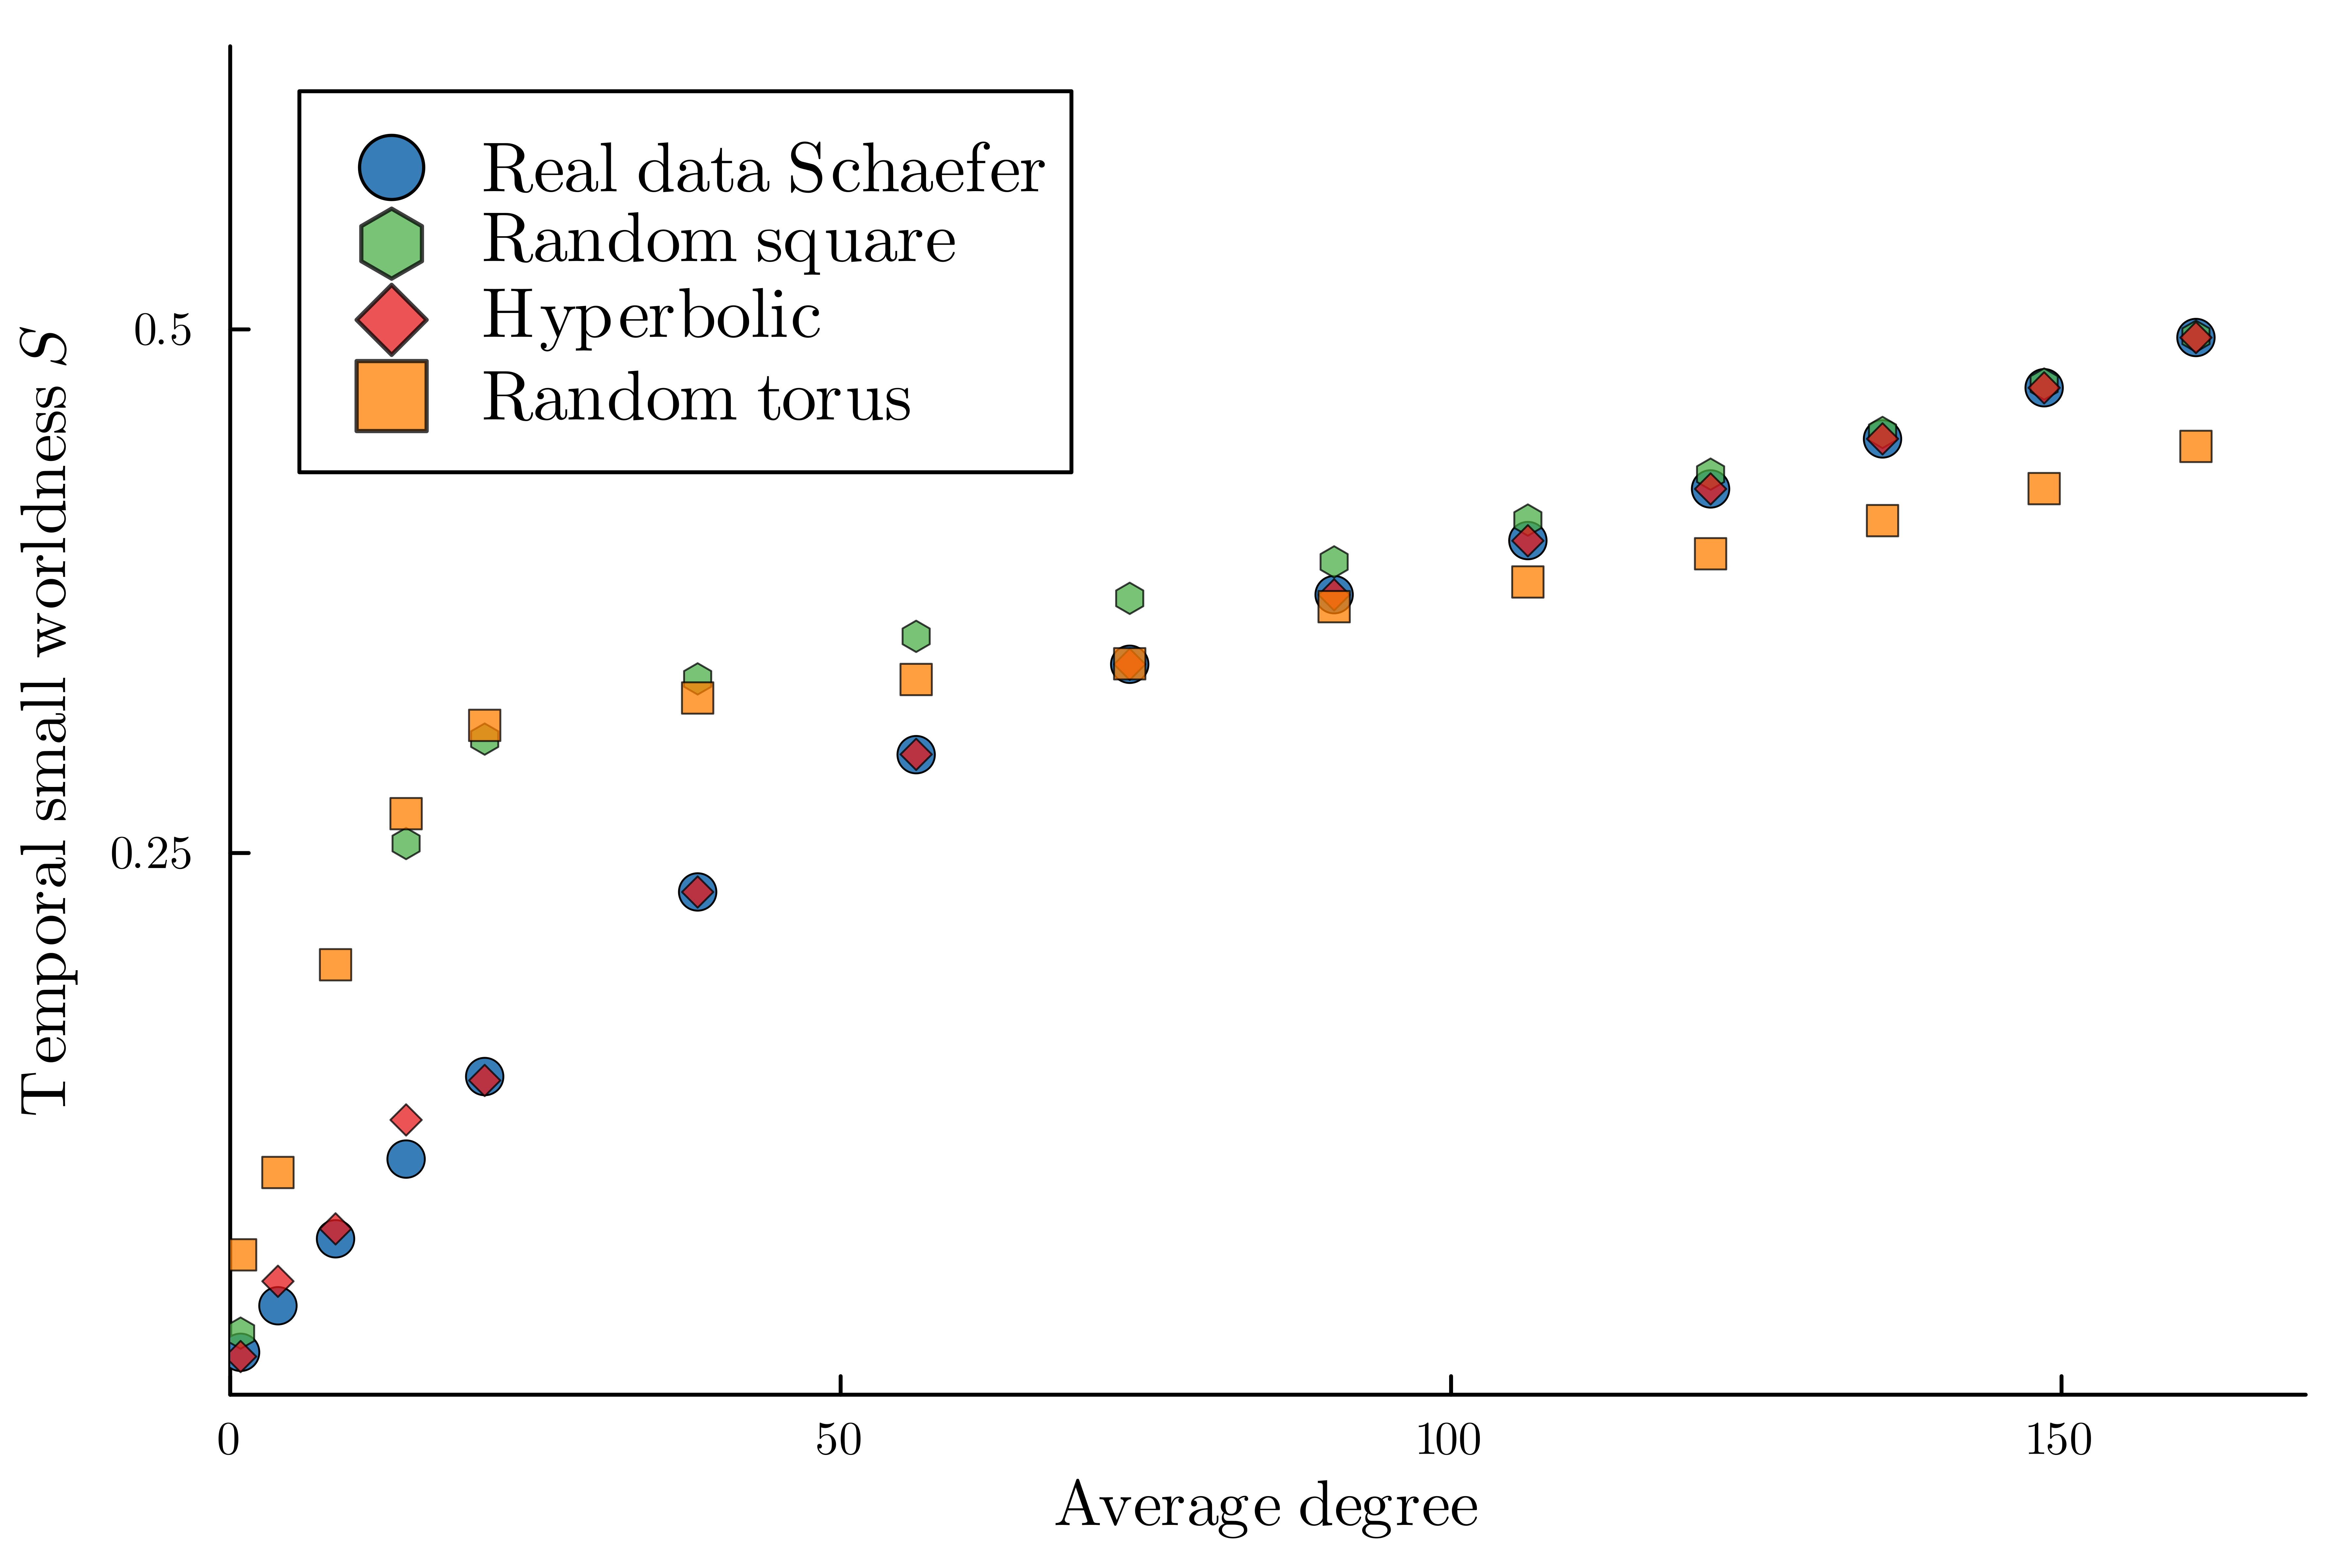 Real data Schaefer
Random square
Hyperbolic
Random torus
Temporal small worldness S
0.5
0.25
0
50
100
150
Average degree